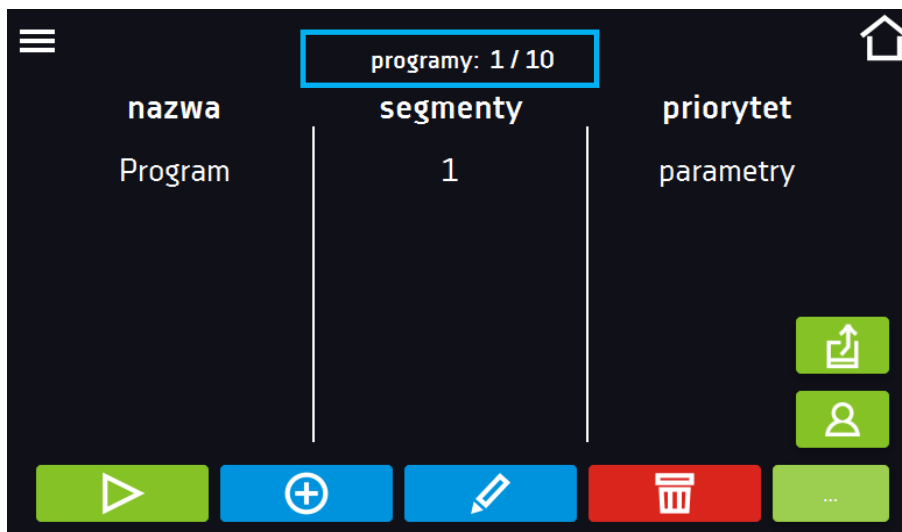 programy: 1 / 10
nazwa segmenty priorytet
Program 1 parametry
...